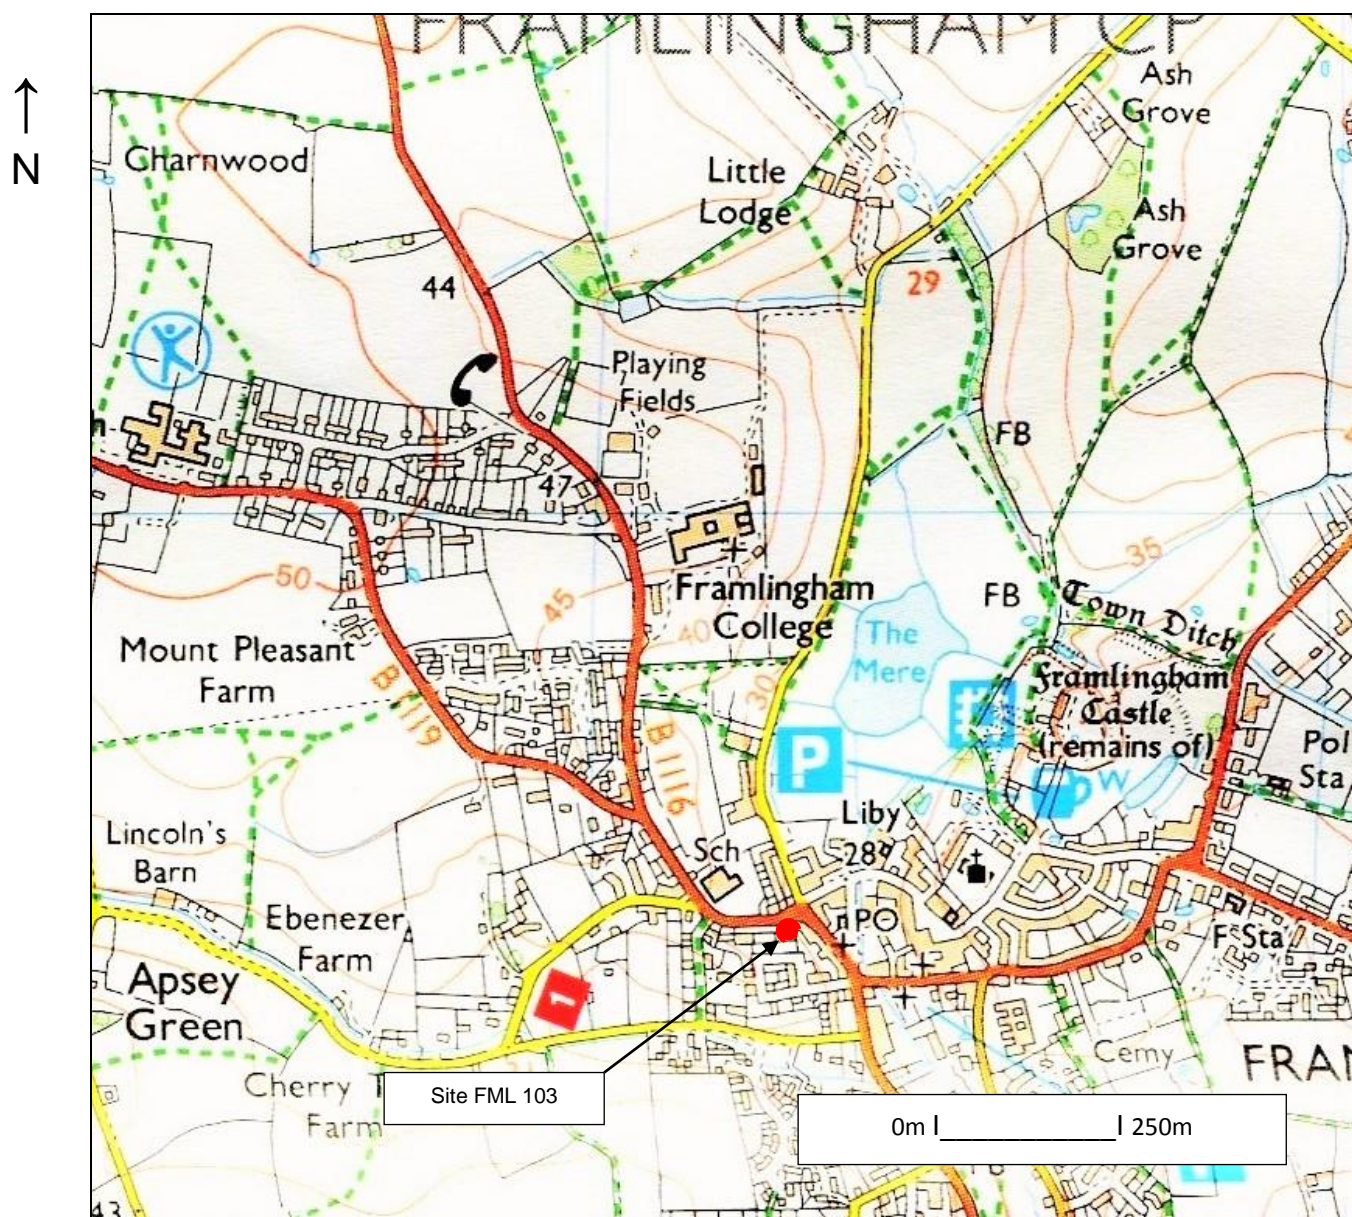 FRAMLINGHAM CP
N
Charnwood
Ash
Grove
Little
Lodge
Ash
Grove
44
29
Playing
Fields
FB
47
50
45
40
35
Framlingham
College
FB
Town Ditch
The
Mere
Mount Pleasant
Farm
B 1119
30
Framlingham
Castle
(remains of)
B 1116
P
W
Pol
Sta
Lincoln's
Barn
Liby
28
Sch
Ebenezer
Farm
PO
F Sta
Apsey
Green
1
Cemy
FRAM
Cherry T
Farm
Site FML 103
0m I____________I 250m
43